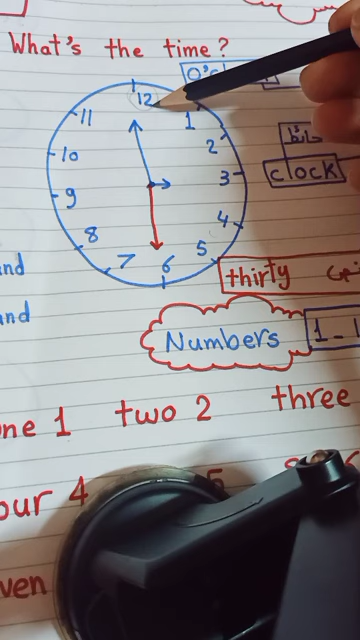 What's the time?
12
11
1
10
2
9
3
clock
8
4
7
6
5
and
thirty
and
Numbers
one 1 two 2 three
our 4
5
ven